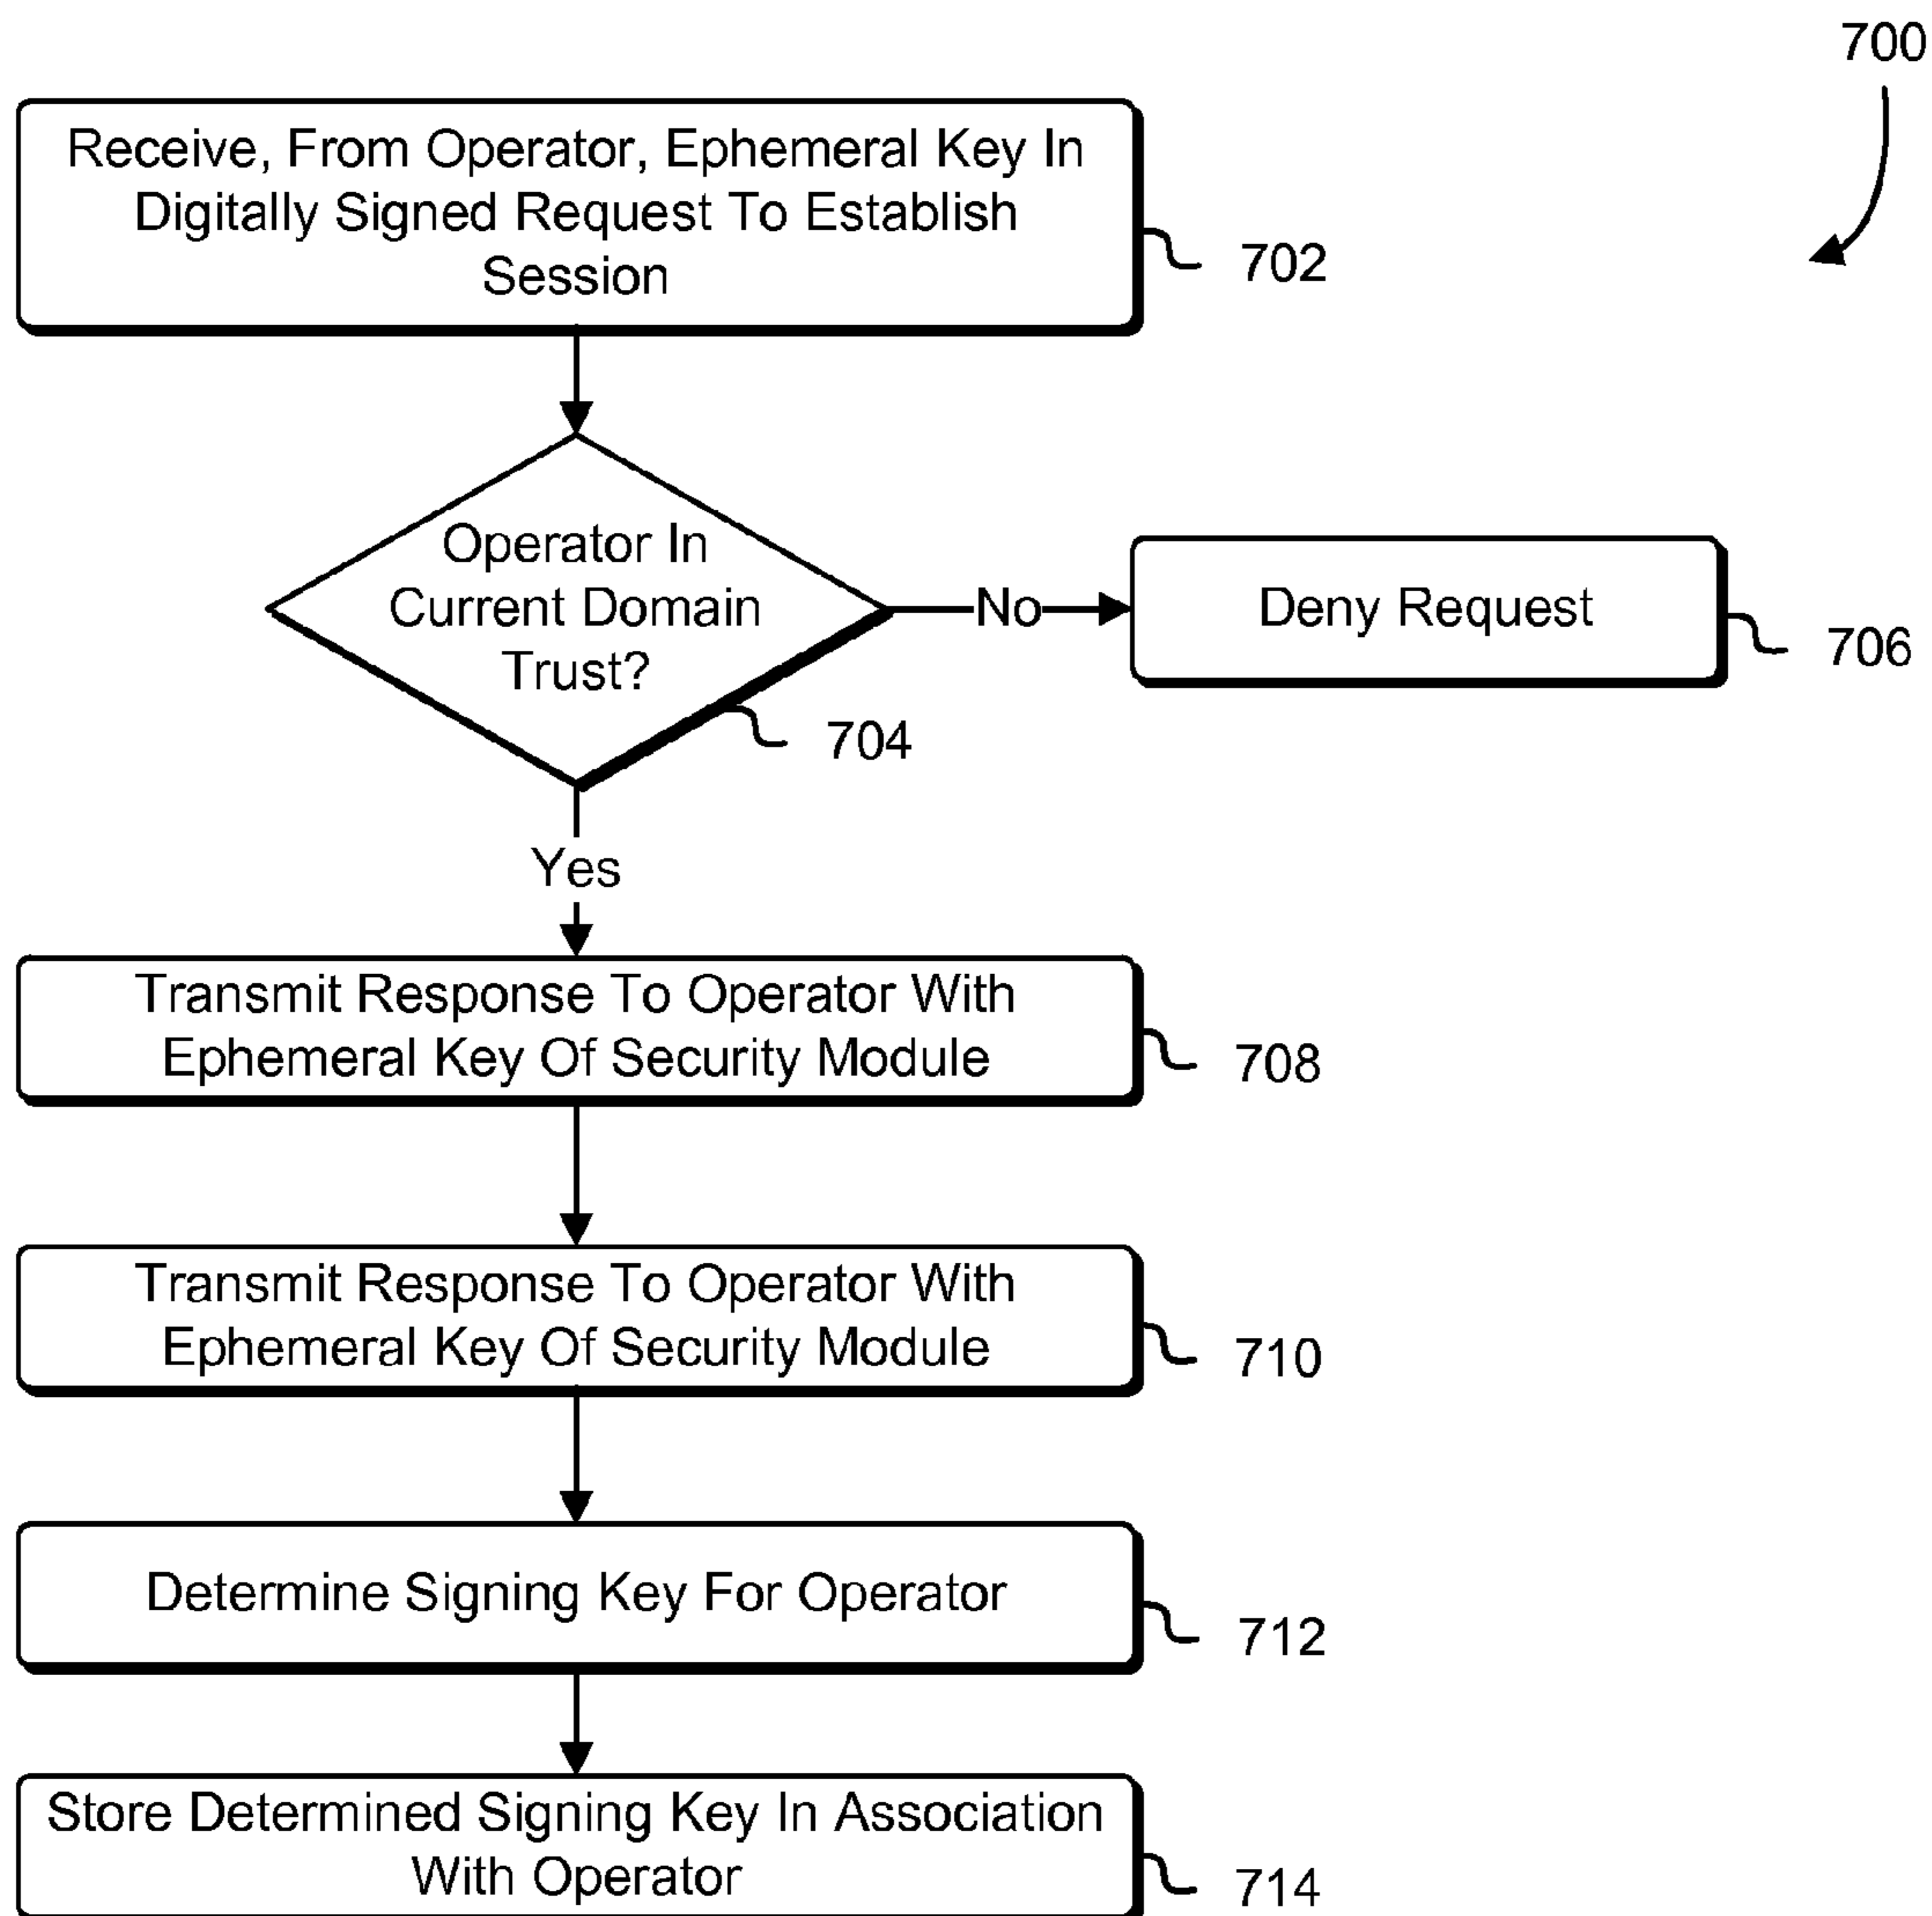 700
Receive, From Operator, Ephemeral Key In
Digitally Signed Request To Establish
Session
702
Operator In
Current Domain
Trust?
704
No
Deny Request
706
Yes
Transmit Response To Operator With
Ephemeral Key Of Security Module
708
Transmit Response To Operator With
Ephemeral Key Of Security Module
710
Determine Signing Key For Operator
712
Store Determined Signing Key In Association
With Operator
714